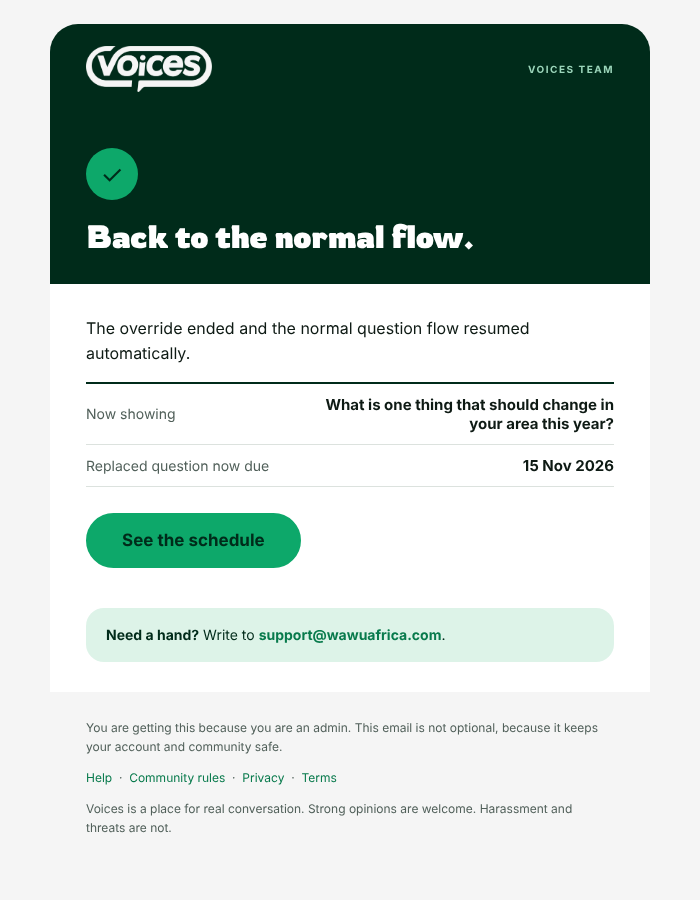 Voices
VOICES TEAM
Back to the normal flow.
The override ended and the normal question flow resumed
automatically.
Now showing
What is one thing that should change in
your area this year?
Replaced question now due
15 Nov 2026
See the schedule
Need a hand? Write to support@wawuafrica.com.
You are getting this because you are an admin. This email is not optional, because it keeps
your account and community safe.
Help · Community rules · Privacy · Terms
Voices is a place for real conversation. Strong opinions are welcome. Harassment and
threats are not.